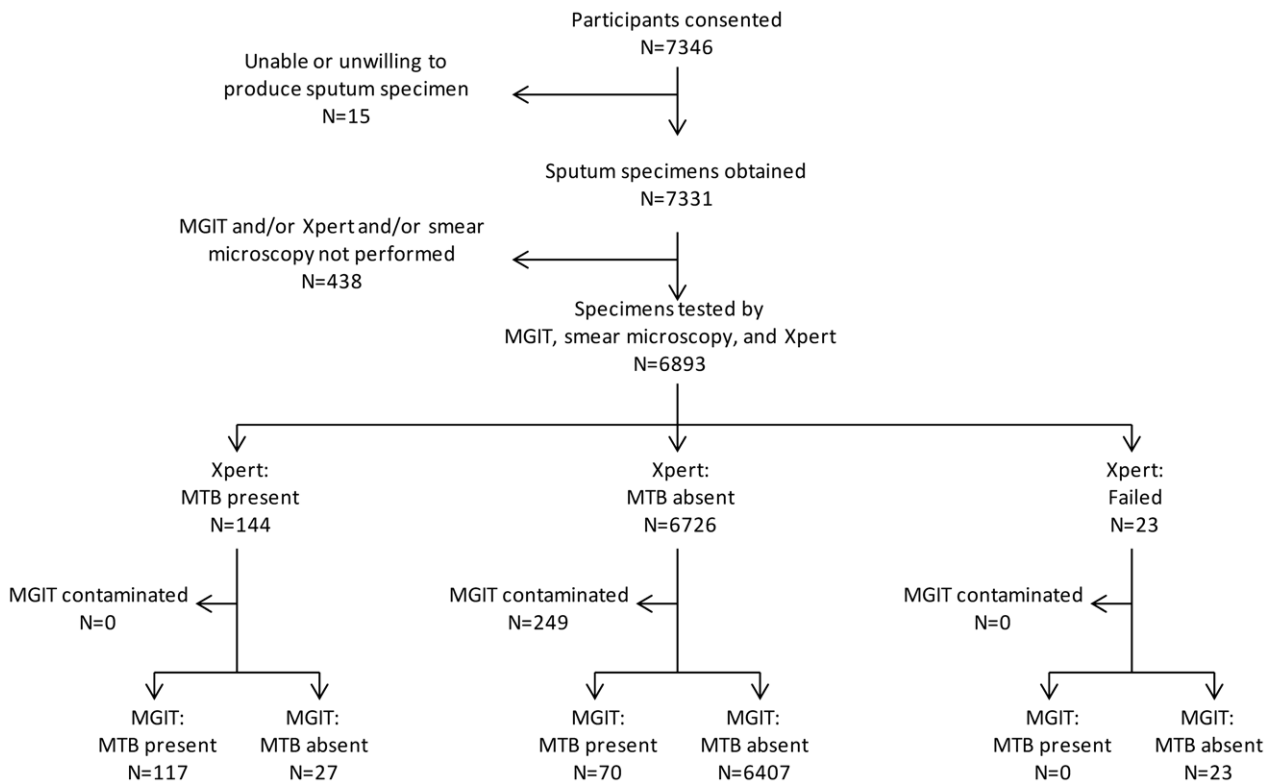 Participants consented
N=7346
Unable or unwilling to
produce sputum specimen
N=15
Sputum specimens obtained
N=7331
MGIT and/or Xpert and/or smear
microscopy not performed
N=438
Specimens tested by
MGIT, smear microscopy, and Xpert
N=6893
Xpert:
MTB present
N=144
Xpert:
MTB absent
N=6726
Xpert:
Failed
N=23
MGIT contaminated
N=0
MGIT contaminated
N=249
MGIT contaminated
N=0
MGIT:
MTB present
N=117
MGIT:
MTB absent
N=27
MGIT:
MTB present
N=70
MGIT:
MTB absent
N=6407
MGIT:
MTB present
N=0
MGIT:
MTB absent
N=23